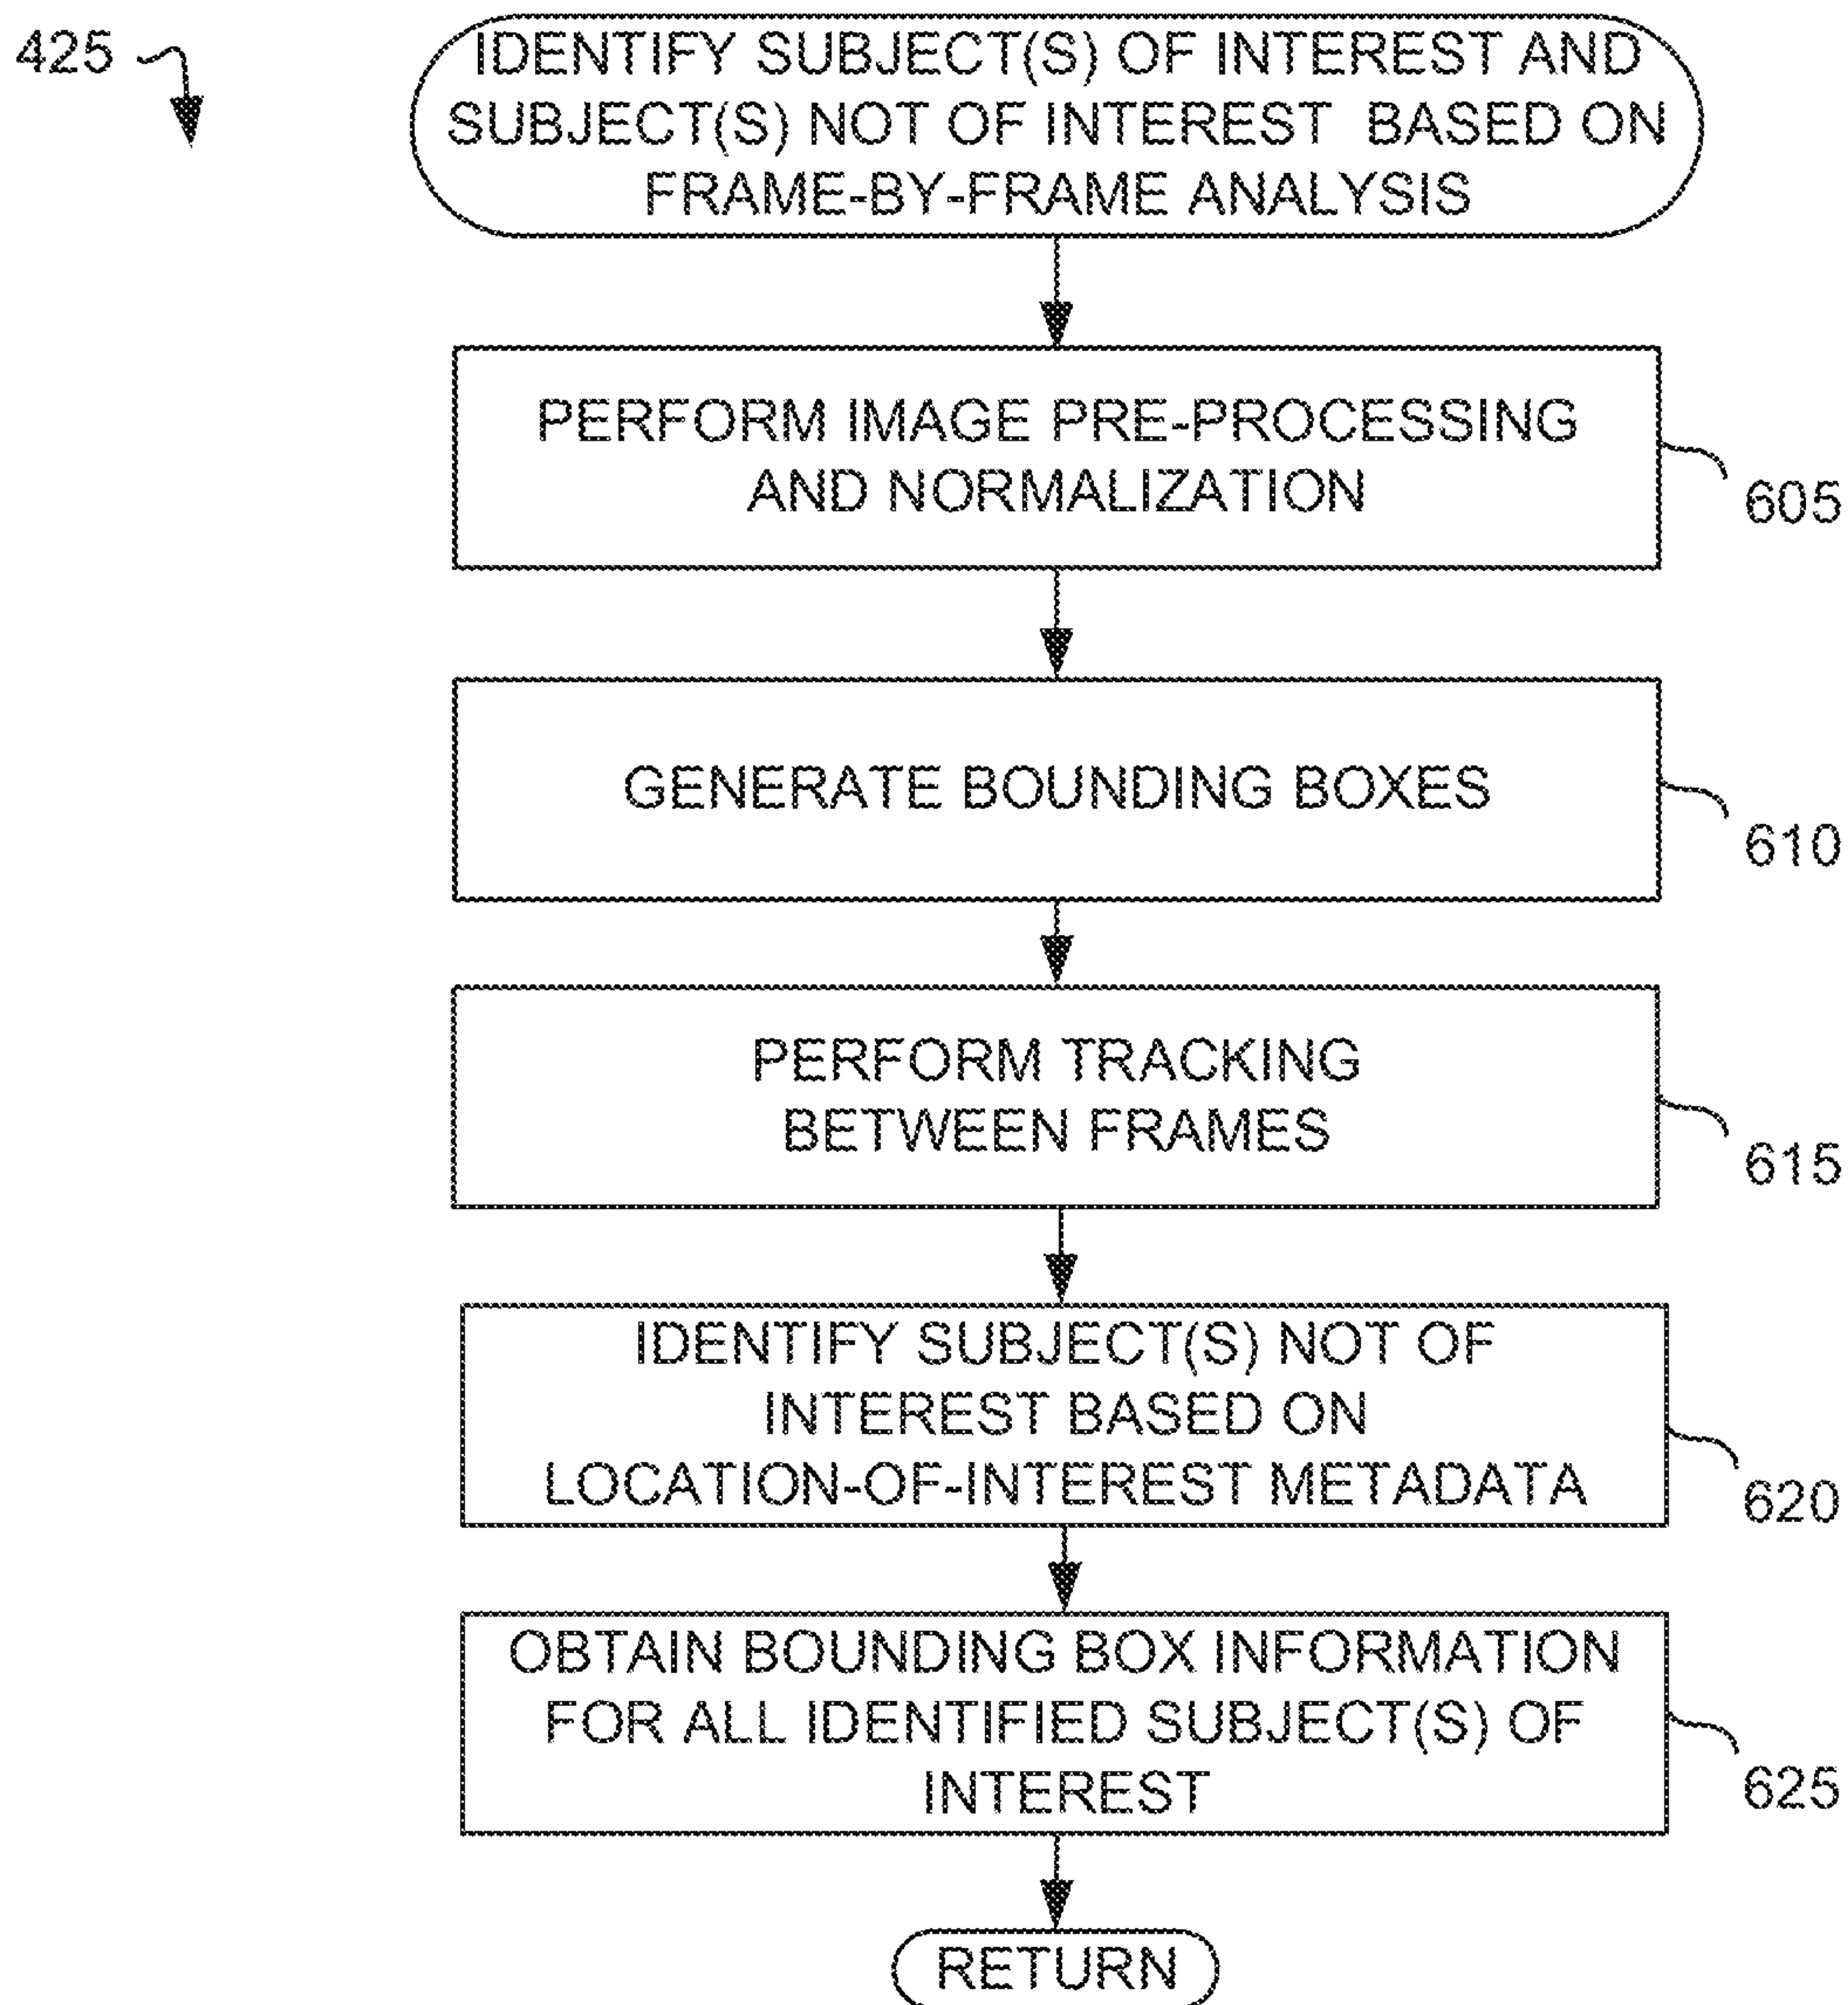 425
IDENTIFY SUBJECT(S) OF INTEREST AND
SUBJECT(S) NOT OF INTEREST BASED ON
FRAME-BY-FRAME ANALYSIS
PERFORM IMAGE PRE-PROCESSING
AND NORMALIZATION
605
GENERATE BOUNDING BOXES
610
PERFORM TRACKING
BETWEEN FRAMES
615
IDENTIFY SUBJECT(S) NOT OF
INTEREST BASED ON
LOCATION-OF-INTEREST METADATA
620
OBTAIN BOUNDING BOX INFORMATION
FOR ALL IDENTIFIED SUBJECT(S) OF
INTEREST
625
RETURN